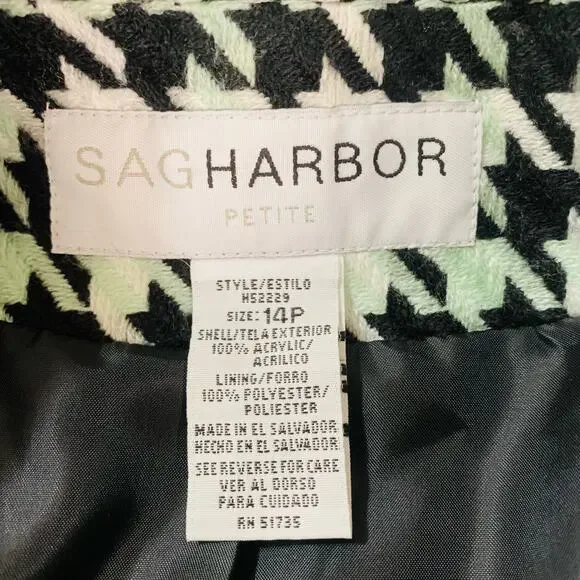 SAGHARBOR
PETITE
STYLE/ESTILO
H52229
SIZE: 14P
SHELL/TELA EXTERIOR
100% ACRYLIC/
ACRILICO
LINING/FORRO
100% POLYESTER/
POLIESTER
MADE IN EL SALVADOR
HECHO EN EL SALVADOR
SEE REVERSE FOR CARE
VER AL DORSO
PARA CUIDADO
RN 51735